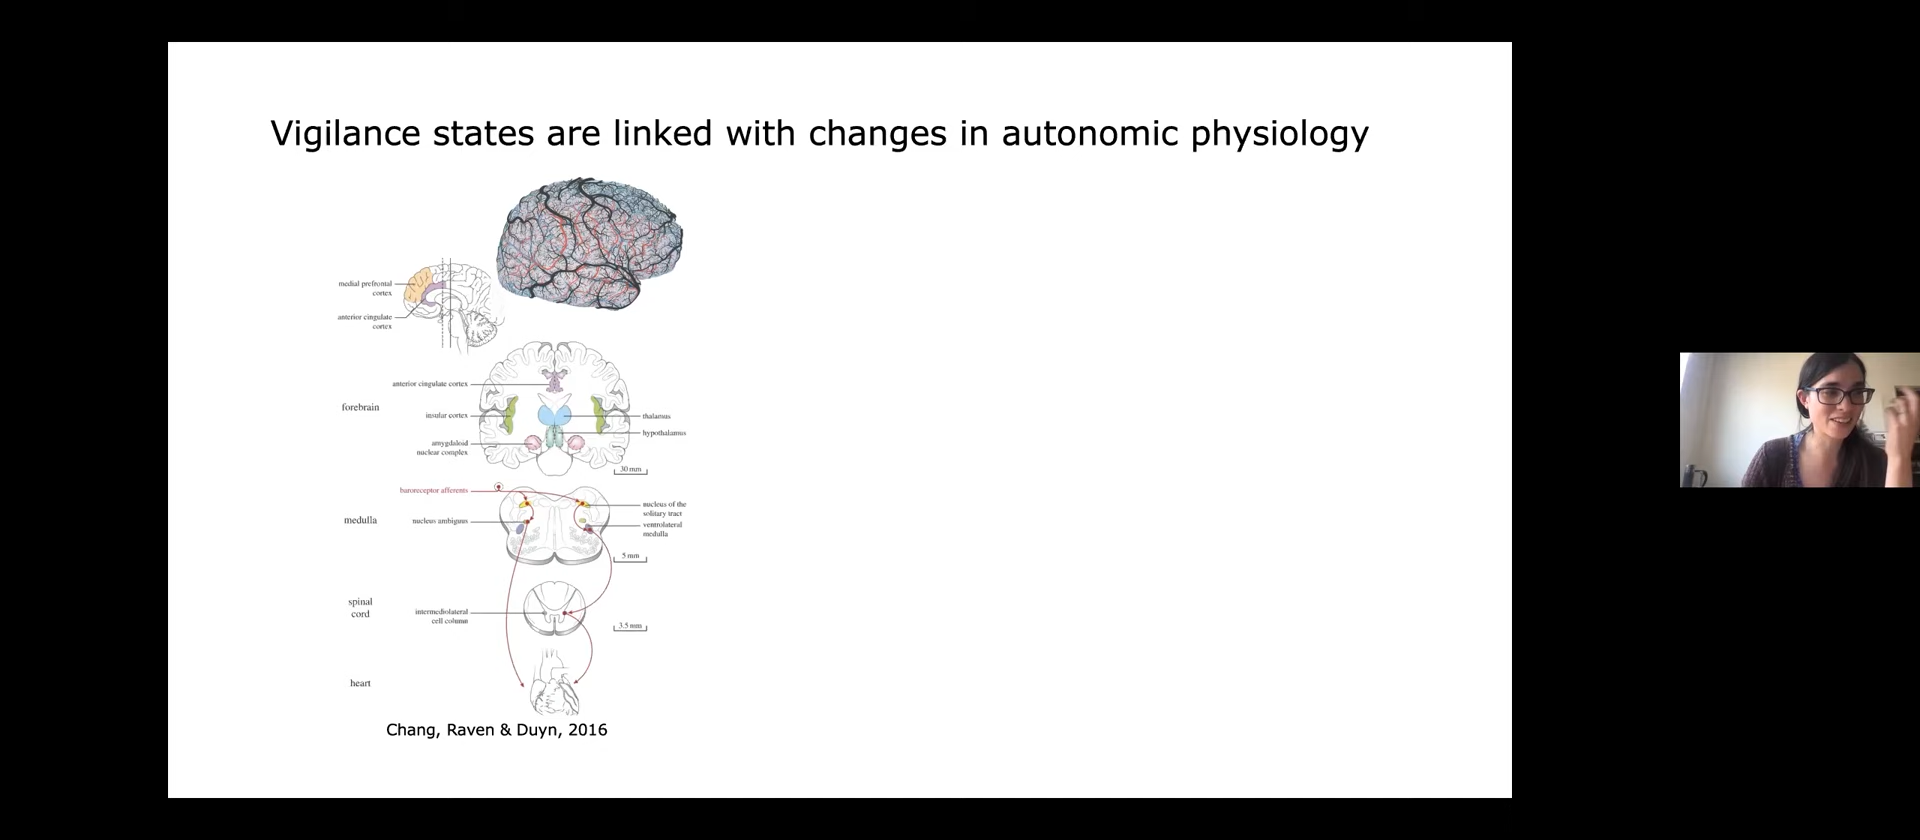 Vigilance states are linked with changes in autonomic physiology
medial prefrontal
cortex
anterior cingulate
cortex
anterior cingulate cortex
forebrain
insular cortex
thalamus
hypothalamus
amygdaloid
nuclear complex
30 mm
baroreceptor afferents
nucleus of the
solitary tract
medulla
nucleus ambiguus
ventrolateral
medulla
5 mm
spinal
cord
intermediolateral
cell column
3.5 mm
heart
Chang, Raven & Duyn, 2016